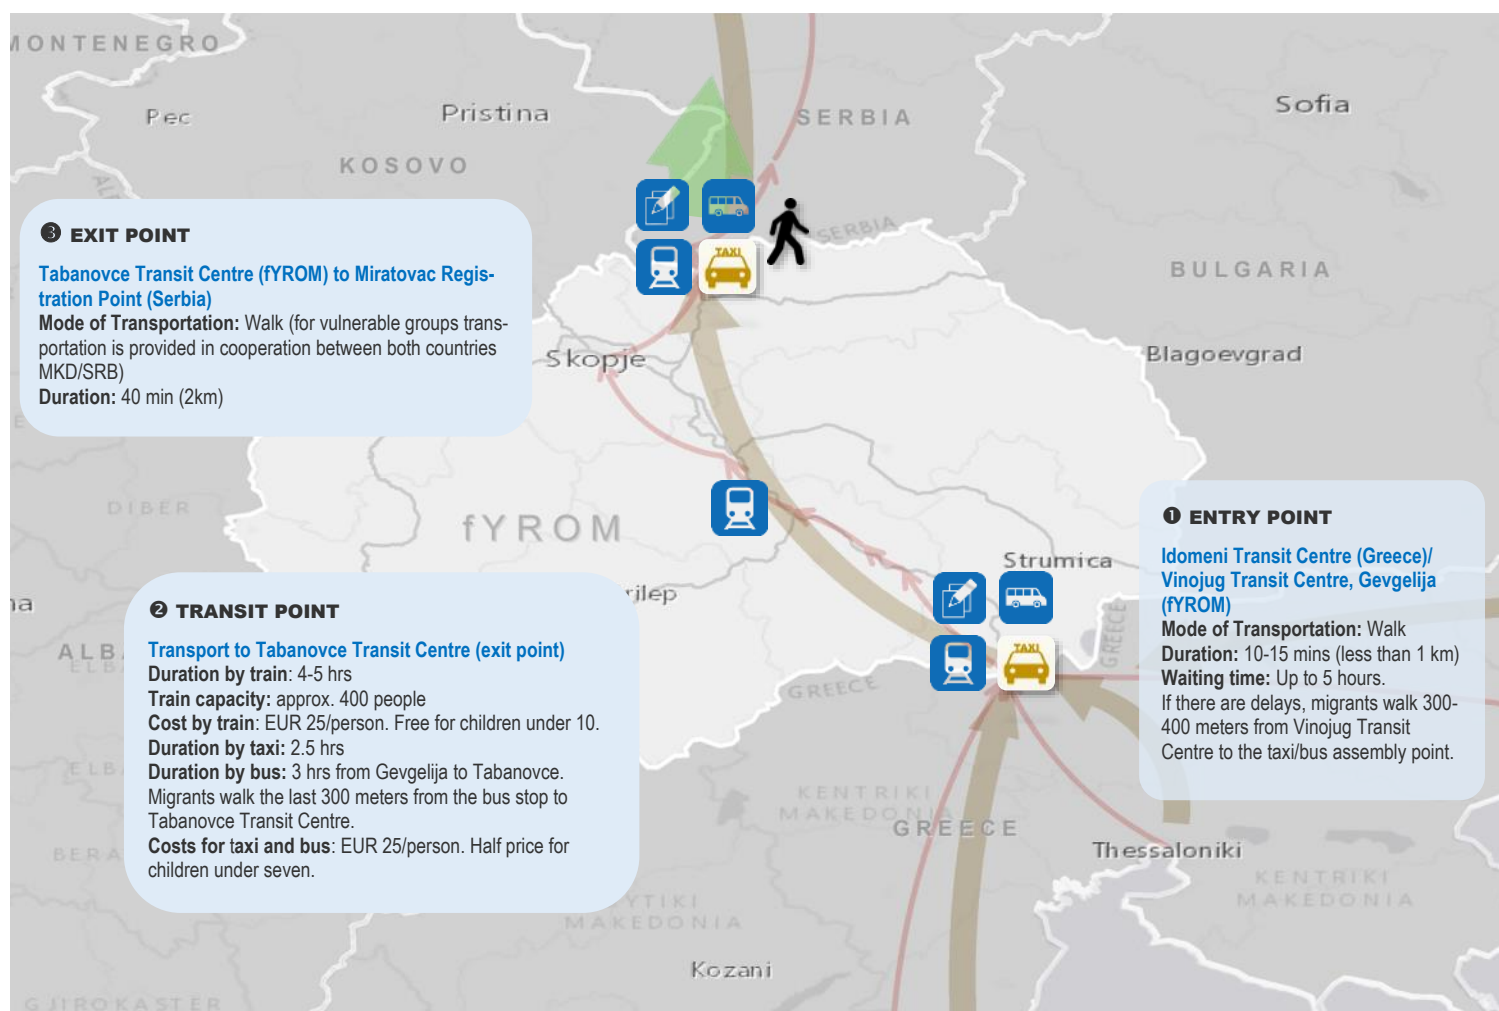 MONTENEGRO
Pec
Pristina
SERBIA
Sofia
KOSOVO
❸ EXIT POINT
Tabanovce Transit Centre (fYROM) to Miratovac Regis-
tration Point (Serbia)
Mode of Transportation: Walk (for vulnerable groups trans-
portation is provided in cooperation between both countries
MKD/SRB)
Duration: 40 min (2km)
TAXI
SERBIA
BULGARIA
Skopje
Blagoevgrad
DIBER
fYROM
Strumica
❶ ENTRY POINT
Idomeni Transit Centre (Greece)/
Vinojug Transit Centre, Gevgelija
(fYROM)
Mode of Transportation: Walk
Duration: 10-15 mins (less than 1 km)
Waiting time: Up to 5 hours.
If there are delays, migrants walk 300-
400 meters from Vinojug Transit
Centre to the taxi/bus assembly point.
rilep
TAXI
GREECE
GREECE
❷ TRANSIT POINT
Transport to Tabanovce Transit Centre (exit point)
Duration by train: 4-5 hrs
Train capacity: approx. 400 people
Cost by train: EUR 25/person. Free for children under 10.
Duration by taxi: 2.5 hrs
Duration by bus: 3 hrs from Gevgelija to Tabanovce.
Migrants walk the last 300 meters from the bus stop to
Tabanovce Transit Centre.
Costs for taxi and bus: EUR 25/person. Half price for
children under seven.
ALB
ELB
ELB
BERA
KENTRIKI
MAKEDONIA
GREECE
Thessaloniki
KENTRIKI
MAKEDONIA
YTIKI
MAKEDONIA
Kozani
GJIROKASTER